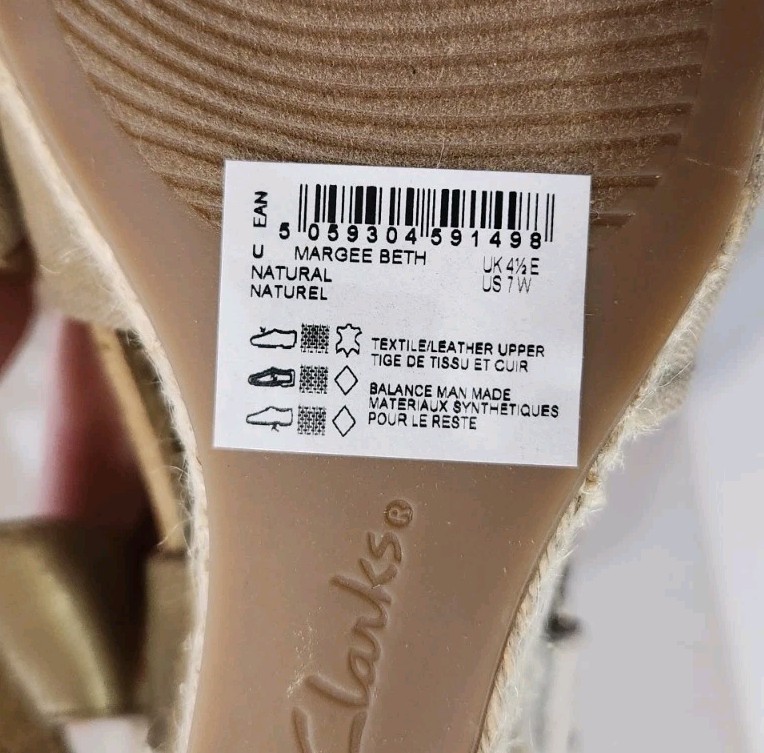 EAN
5 059304 591498
U MARGEE BETH UK 4½ E
NATURAL US 7 W
NATUREL
TEXTILE/LEATHER UPPER
TIGE DE TISSU ET CUIR
BALANCE MAN MADE
MATERIAUX SYNTHETIQUES
POUR LE RESTE
Clarks®